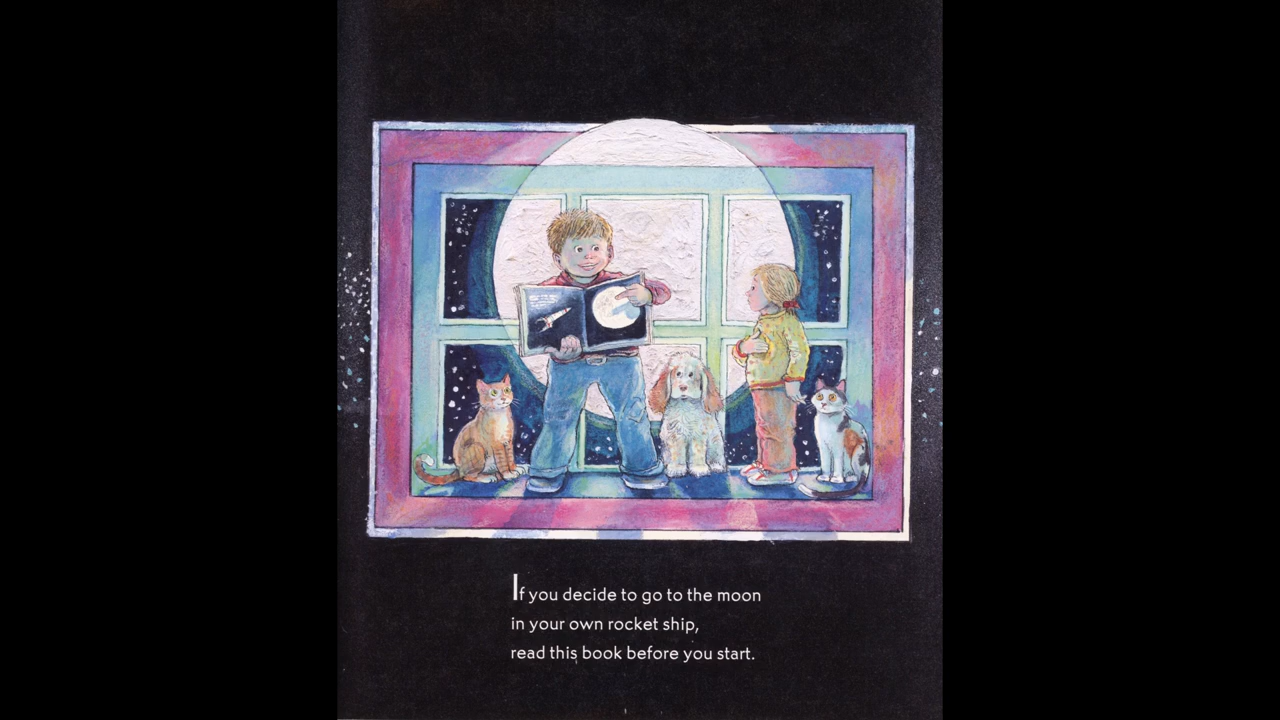 If you decide to go to the moon
in your own rocket ship,
read this book before you start.